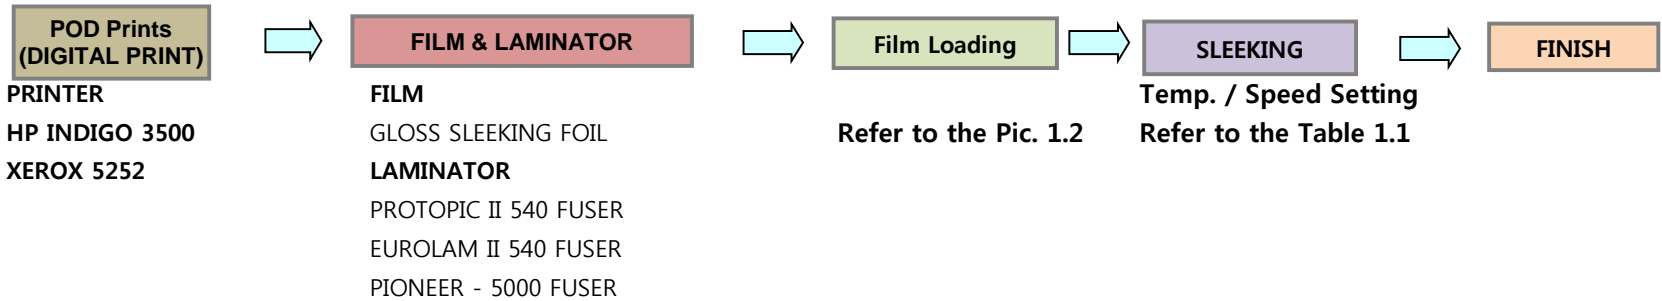 POD Prints
(DIGITAL PRINT)
FILM & LAMINATOR
Film Loading
SLEEKING
FINISH
PRINTER
HP INDIGO 3500
XEROX 5252
FILM
GLOSS SLEEKING FOIL
LAMINATOR
PROTOPIC II 540 FUSER
EUROLAM II 540 FUSER
PIONEER - 5000 FUSER
Refer to the Pic. 1.2
Temp. / Speed Setting
Refer to the Table 1.1